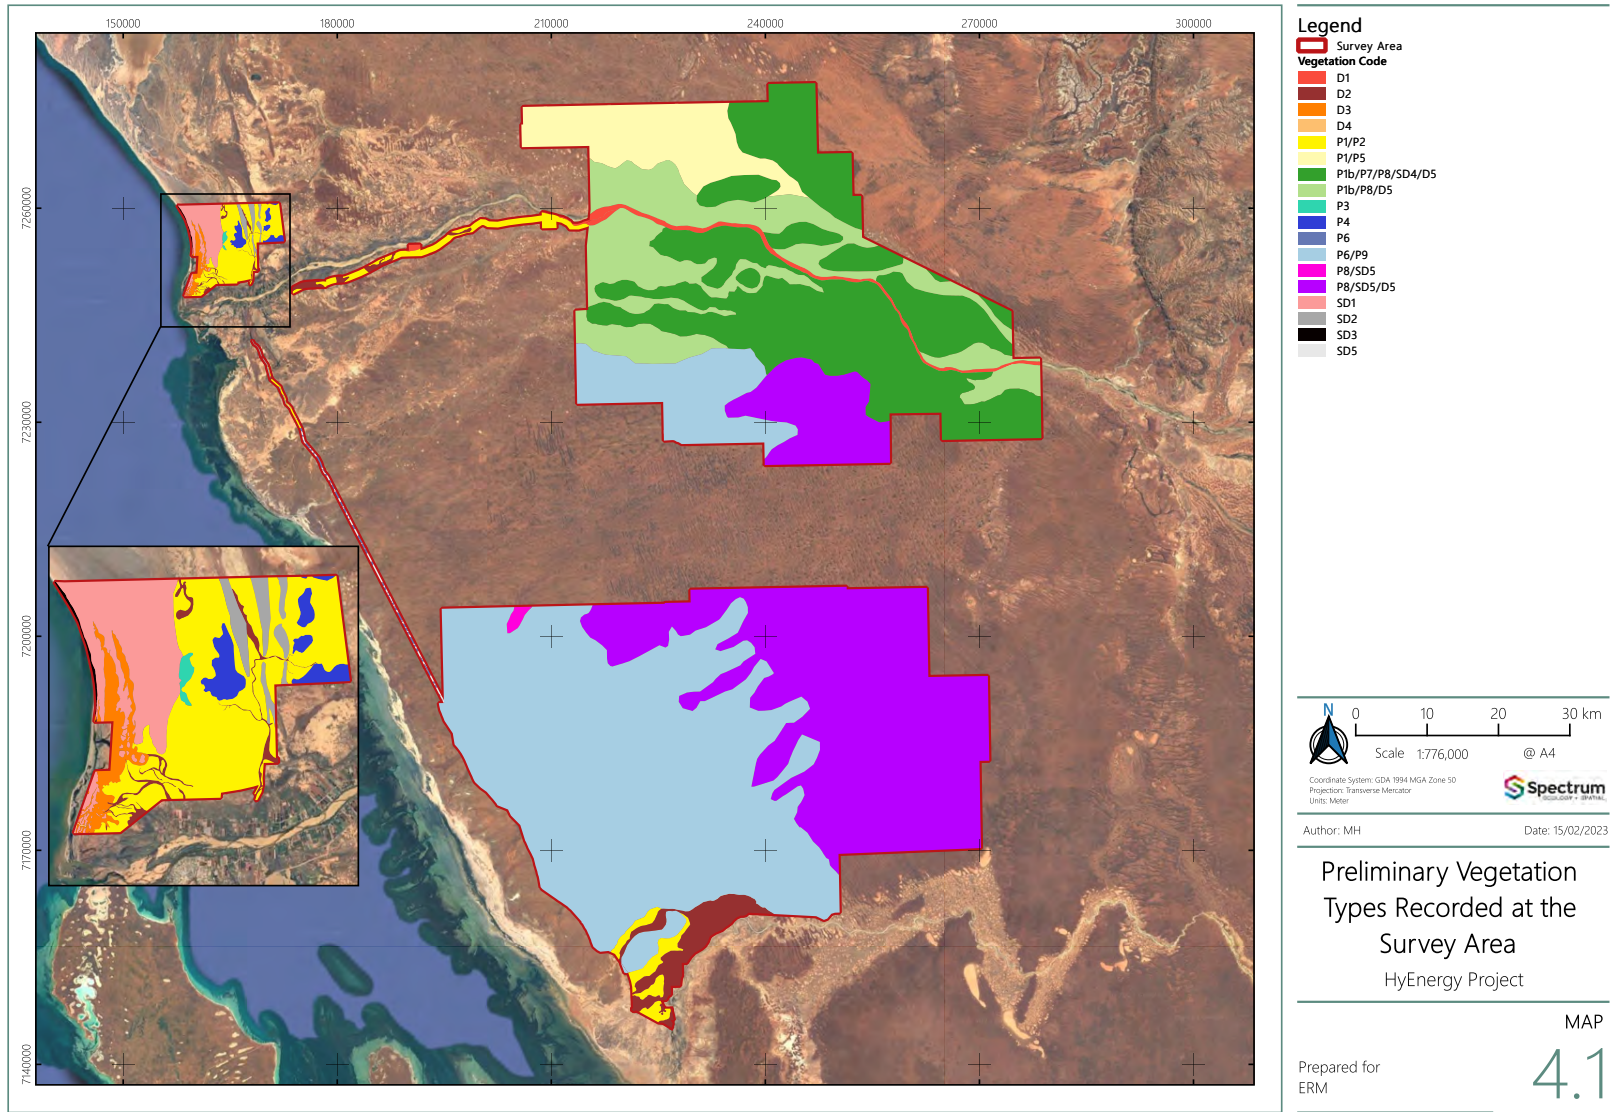 150000 180000 210000 240000 270000 300000
7260000
7230000
7200000
7170000
7140000
Legend
Survey Area
Vegetation Code
D1
D2
D3
D4
P1/P2
P1/P5
P1b/P7/P8/SD4/D5
P1b/P8/D5
P3
P4
P6
P6/P9
P8/SD5
P8/SD5/D5
SD1
SD2
SD3
SD5
N
0 10 20 30 km
Scale 1:776,000 @ A4
Coordinate System: GDA 1994 MGA Zone 50
Projection: Transverse Mercator
Units: Meter
Spectrum
ECOLOGY + SPATIAL
Author: MH Date: 15/02/2023
Preliminary Vegetation
Types Recorded at the
Survey Area
HyEnergy Project
MAP
4.1
Prepared for
ERM